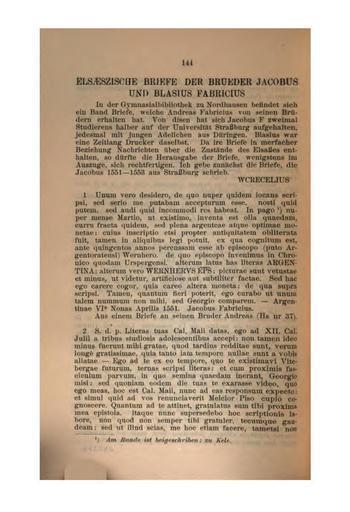 144
ELSÆSZISCHE BRIEFE DER BRUEDER JACOBUS
UND BLASIUS FABRICIUS
In der Gymnasialbibliothek zu Nordhausen befindet sich
ein Band Briefe, welche Andreas Fabricius von seinen Brü-
dern erhalten hat. Von disen hat sich Jacobus F zweimal
Studierens halber auf der Universität Straßburg aufgehalten,
jedesmal mit jungen Adelichen aus Düringen. Blasius war
eine Zeitlang Drucker daselbst. Da ire Briefe in merfacher
Beziehung Nachrichten über die Zustände des Elsaßes ent-
halten, so dürfte die Herausgabe der Briefe, wenigstens im
Auszuge, sich rechtfertigen. Ich gebe zunächst die Briefe, die
Jacobus 1551—1553 aus Straßburg schrieb.
WCRECELIUS
1 Unum vero desidero, de quo nuper quidem iocans scri-
psi, sed serio me putabam accepturum esse. nosti quid
putem. sed audi quid incommodi res habeat. In pago ¹) nu-
per mense Martio, ut existimo, inventa est olla quaedam,
curru fracta quidem, sed plena argenteae atque optimae mo-
netae: cuius inscriptio etsi propter antiquitatem obliterata
fuit, tamen in aliquibus legi potuit, ex qua cognitum est,
ante quingentos annos percussam esse ab episcopo (puto Ar-
gentoratensi) Wernhero. de quo episcopo invenimus in Chro-
nico quodam Urspergensi. alterum latus has literas ARGEN-
TINA: alterum vero WERNHERVS EPS: picturae sunt vetustae
et minus, ut videtur, artificiose aut subtiliter factae. Sed hac
ego carere cogor, quia careo altera moneta: de qua supra
scripsi. Tamen, quantum fieri poterit, ego curabo ut unum
talem nummum non mihi, sed Georgio comparem. — Argen-
tinae VIª Nonas Aprilis 1551. Jacobus Fabricius.
Aus einem Briefe an seinen Bruder Andreas (Hs nr 37).
2 S. d. p. Literas tuas Cal. Maii datas, ego ad XII. Cal.
Julii a tribus studiosis adolescentibus accepi: non tamen ideo
minus fuerunt mihi gratae, quod tardius redditae sunt, verum
longè gratissimae, quia tanto iam tempore nullae sunt a vobis
allatae. — Ego ad te ex eo tempore, quo te existimavi Vite-
bergae futurum, ternas scripsi literas: et cum proximis fas-
ciculum parvum, in quo semina quaedam inerant, Georgio
misi: sed quoniam eodem die tuas te exarasse video, quo
ego meas, hoc est Cal. Maii, nunc ad eas responsum expecto:
et simul quid ad vos renunciaverit Melcior Piso cupio co-
gnoscere. Quantum ad te attinet, gratulatus sum tibi proxima
mea epistola. itaque nunc supersedebo hoc scriptionis la-
bore, non quod non semper tibi gratuler, tecumque gau-
deam: sed ut illud scias, me hoc etiam facere, tametsi non
¹) Am Rande ist beigeschriben: zu Kele.